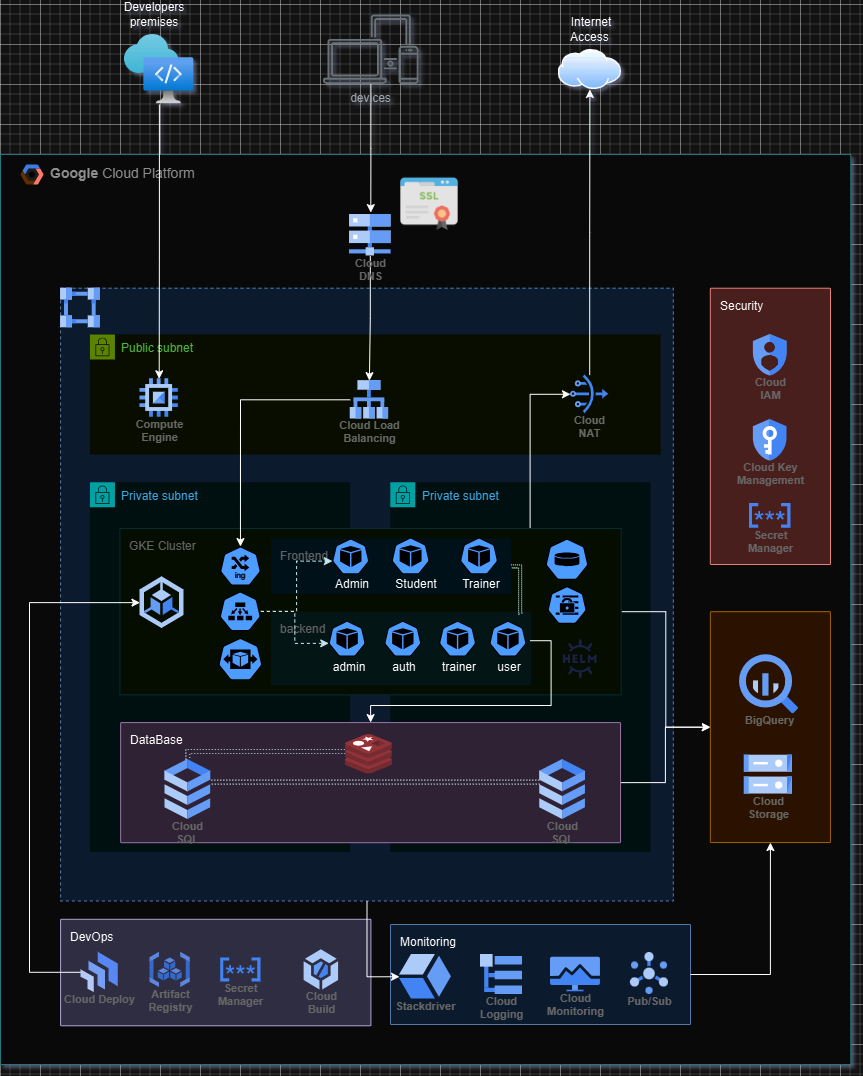 Developers
premises
devices
Internet
Access
Google Cloud Platform
SSL
Cloud
DNS
Security
Cloud
IAM
Cloud Key
Management
Secret
Manager
Public subnet
Compute
Engine
Cloud Load
Balancing
Cloud
NAT
Private subnet
Private subnet
GKE Cluster
ing
Frontend
Admin
Student
Trainer
backend
admin
auth
trainer
user
HELM
DataBase
Cloud
SQL
Cloud
SQL
BigQuery
Cloud
Storage
DevOps
Cloud Deploy
Artifact
Registry
Secret
Manager
Cloud
Build
Monitoring
Stackdriver
Cloud
Logging
Cloud
Monitoring
Pub/Sub